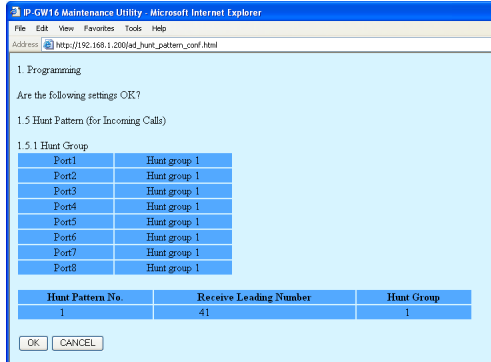 IP-GW16 Maintenance Utility - Microsoft Internet Explorer
File Edit View Favorites Tools Help
Address http://192.168.1.200/ad_hunt_pattern_conf.html
1. Programming
Are the following settings OK?
1.5 Hunt Pattern (for Incoming Calls)
1.5.1 Hunt Group
Port1 Hunt group 1
Port2 Hunt group 1
Port3 Hunt group 1
Port4 Hunt group 1
Port5 Hunt group 1
Port6 Hunt group 1
Port7 Hunt group 1
Port8 Hunt group 1
Hunt Pattern No. Receive Leading Number Hunt Group
1 41 1
OK CANCEL